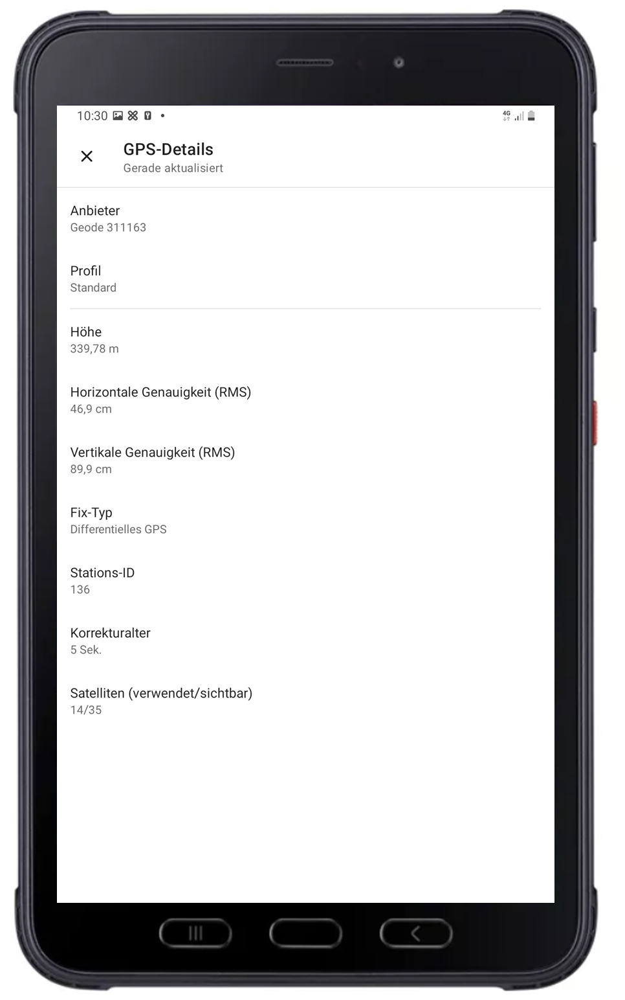 10:30
4G
GPS-Details
Gerade aktualisiert
Anbieter
Geode 311163
Profil
Standard
Höhe
339,78 m
Horizontale Genauigkeit (RMS)
46,9 cm
Vertikale Genauigkeit (RMS)
89,9 cm
Fix-Typ
Differentielles GPS
Stations-ID
136
Korrekturalter
5 Sek.
Satelliten (verwendet/sichtbar)
14/35